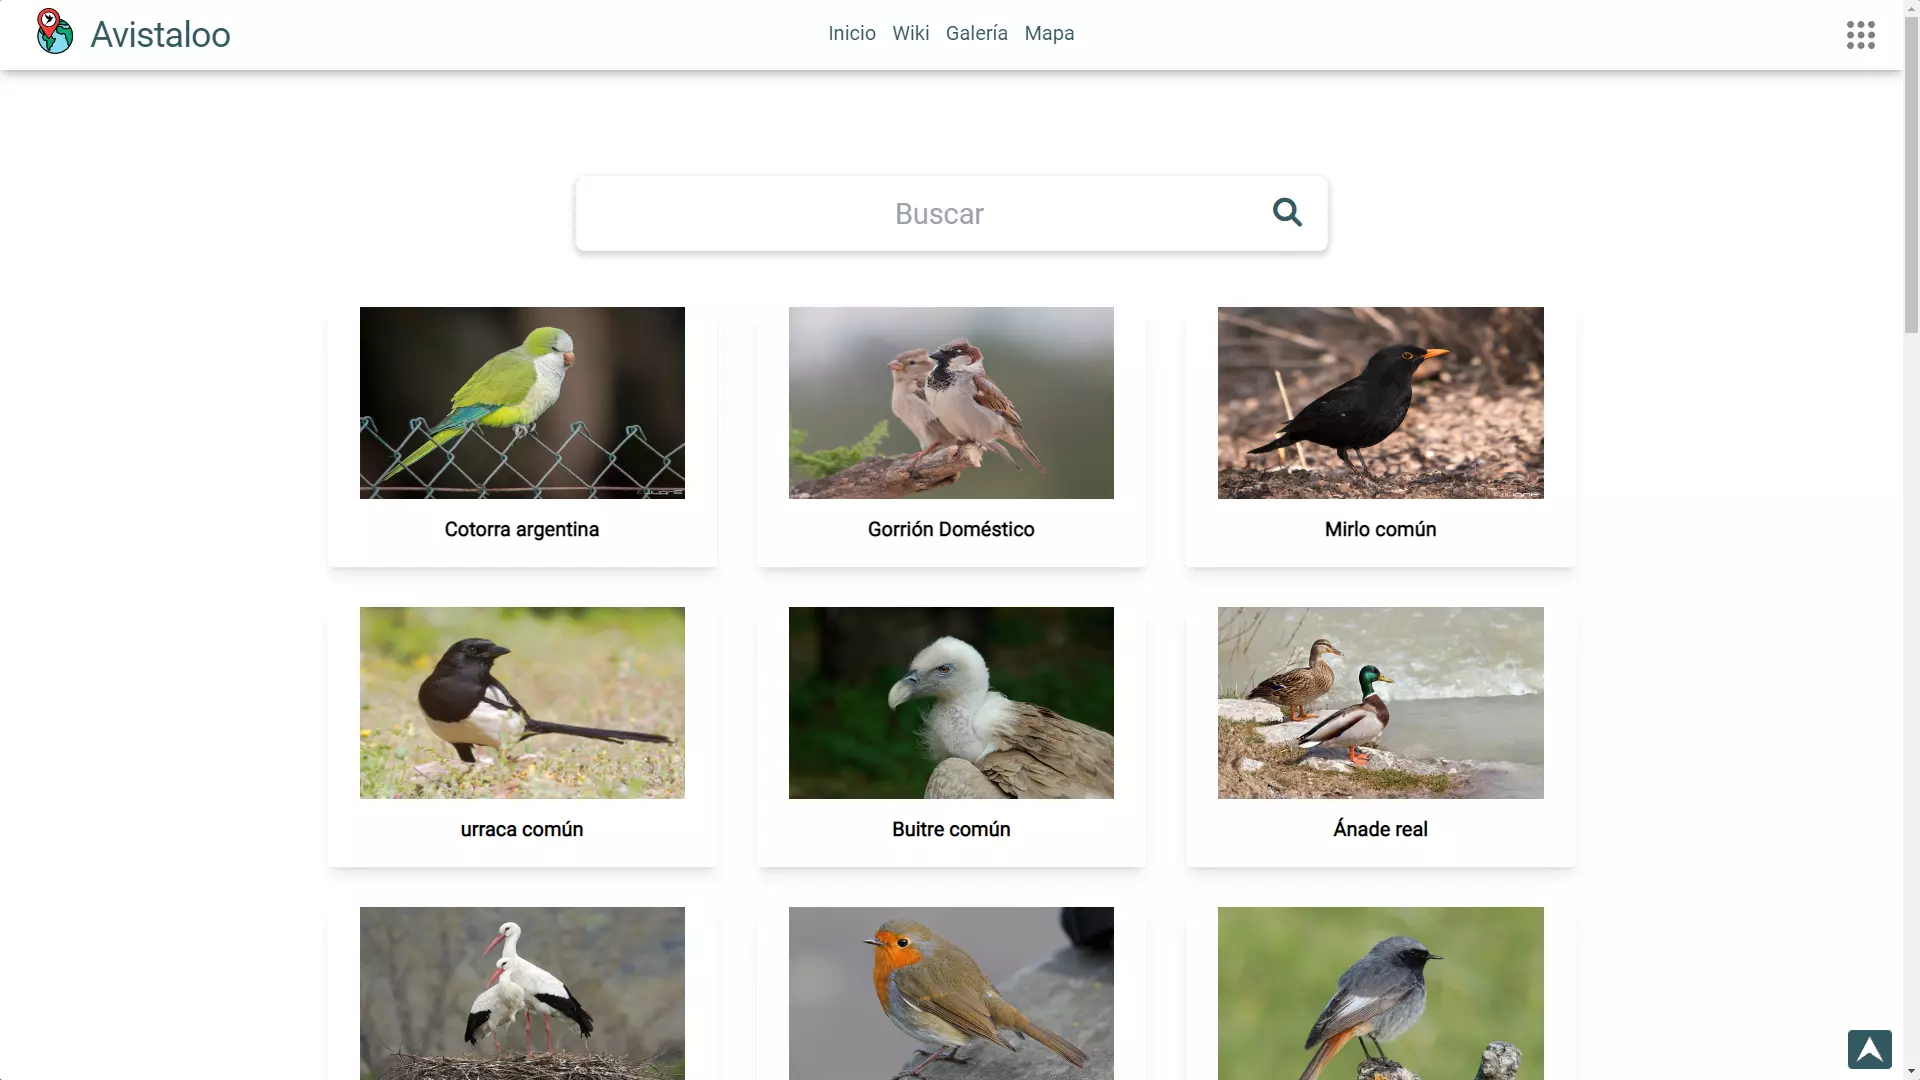 Avistaloo
Inicio Wiki Galería Mapa
Buscar
Cotorra argentina
Gorrión Doméstico
Mirlo común
urraca común
Buitre común
Ánade real